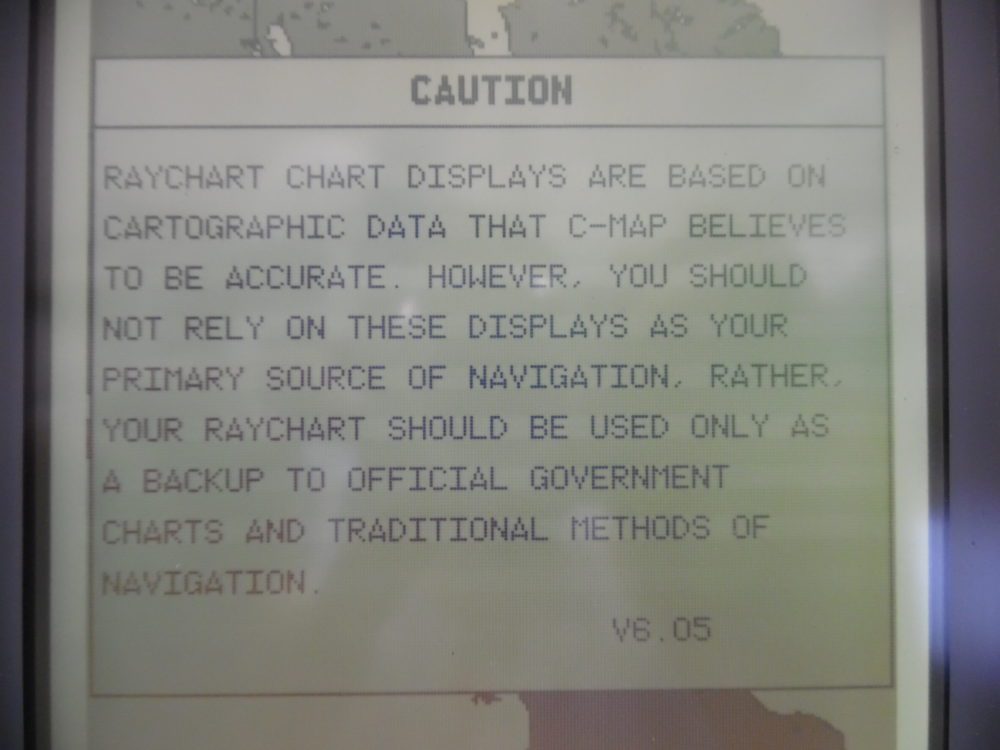 CAUTION
RAYCHART CHART DISPLAYS ARE BASED ON
CARTOGRAPHIC DATA THAT C-MAP BELIEVES
TO BE ACCURATE. HOWEVER, YOU SHOULD
NOT RELY ON THESE DISPLAYS AS YOUR
PRIMARY SOURCE OF NAVIGATION, RATHER,
YOUR RAYCHART SHOULD BE USED ONLY AS
A BACKUP TO OFFICIAL GOVERNMENT
CHARTS AND TRADITIONAL METHODS OF
NAVIGATION.
V6.05